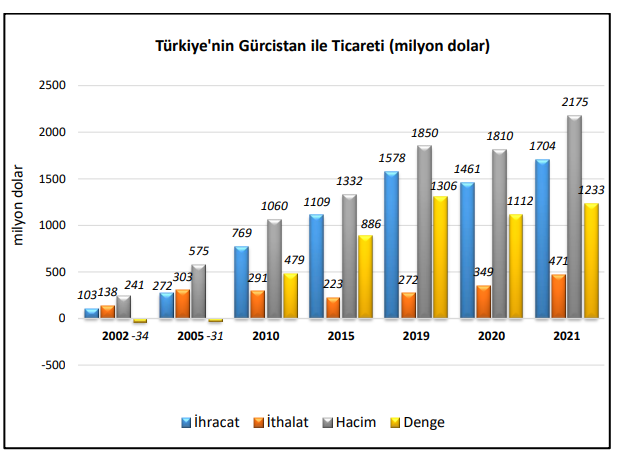 Türkiye'nin Gürcistan ile Ticareti (milyon dolar)
milyon dolar
2500
2000
1500
1000
500
0
-500
103 138 241 -34
272 303 575 -31
769 291 1060 479
1109 223 1332 886
1578 272 1850 1306
1461 349 1810 1112
1704 471 2175 1233
2002 2005 2010 2015 2019 2020 2021
İhracat İthalat Hacim Denge